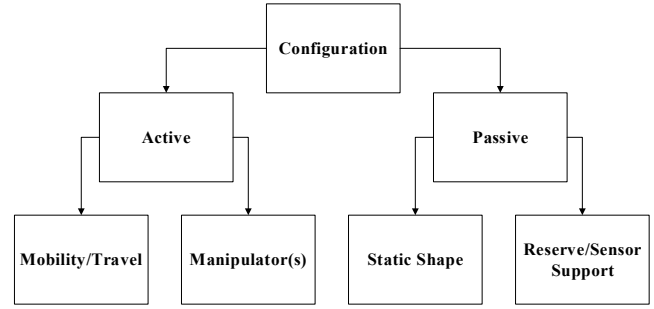 Configuration
Active
Passive
Mobility/Travel
Manipulator(s)
Static Shape
Reserve/Sensor
Support